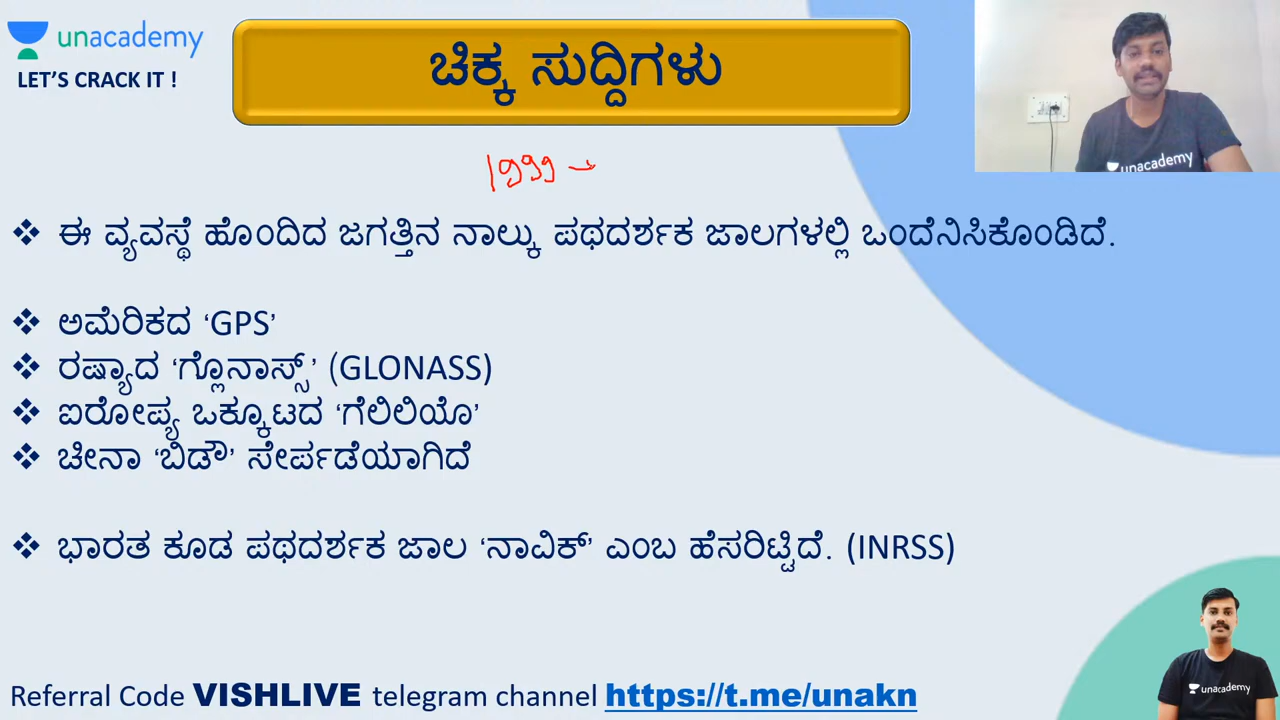 unacademy
LET'S CRACK IT !
ಚಿಕ್ಕ ಸುದ್ದಿಗಳು
unacademy
1999 →
❖ ಈ ವ್ಯವಸ್ಥೆ ಹೊಂದಿದ ಜಗತ್ತಿನ ನಾಲ್ಕು ಪಥದರ್ಶಕ ಜಾಲಗಳಲ್ಲಿ ಒಂದೆನಿಸಿಕೊಂಡಿದೆ.
❖ ಅಮೆರಿಕದ ‘GPS’
❖ ರಷ್ಯಾದ ‘ಗ್ಲೊನಾಸ್ಸ್’ (GLONASS)
❖ ಐರೋಪ್ಯ ಒಕ್ಕೂಟದ ‘ಗೆಲಿಲಿಯೊ’
❖ ಚೀನಾ ‘ಬಿಡೌ’ ಸೇರ್ಪಡೆಯಾಗಿದೆ
❖ ಭಾರತ ಕೂಡ ಪಥದರ್ಶಕ ಜಾಲ ‘ನಾವಿಕ್’ ಎಂಬ ಹೆಸರಿಟ್ಟಿದೆ. (INRSS)
unacademy
Referral Code VISHLIVE telegram channel https://t.me/unakn